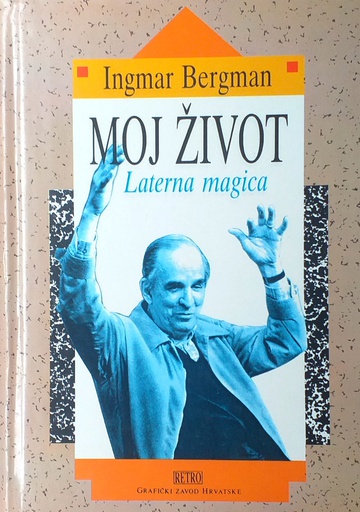 Ingmar Bergman
MOJ ŽIVOT
Laterna magica
RETRO
GRAFIČKI ZAVOD HRVATSKE